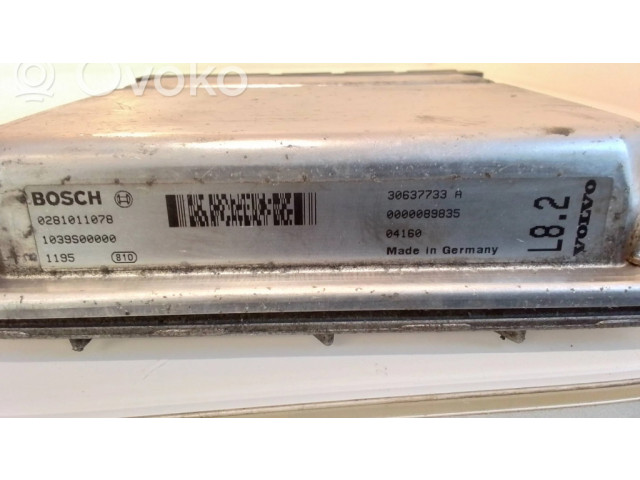 Ovoko
BOSCH
0281011078
1039S00000
1195 810
30637733 A
0000089835
04160
Made in Germany
L8.2
VOLVO